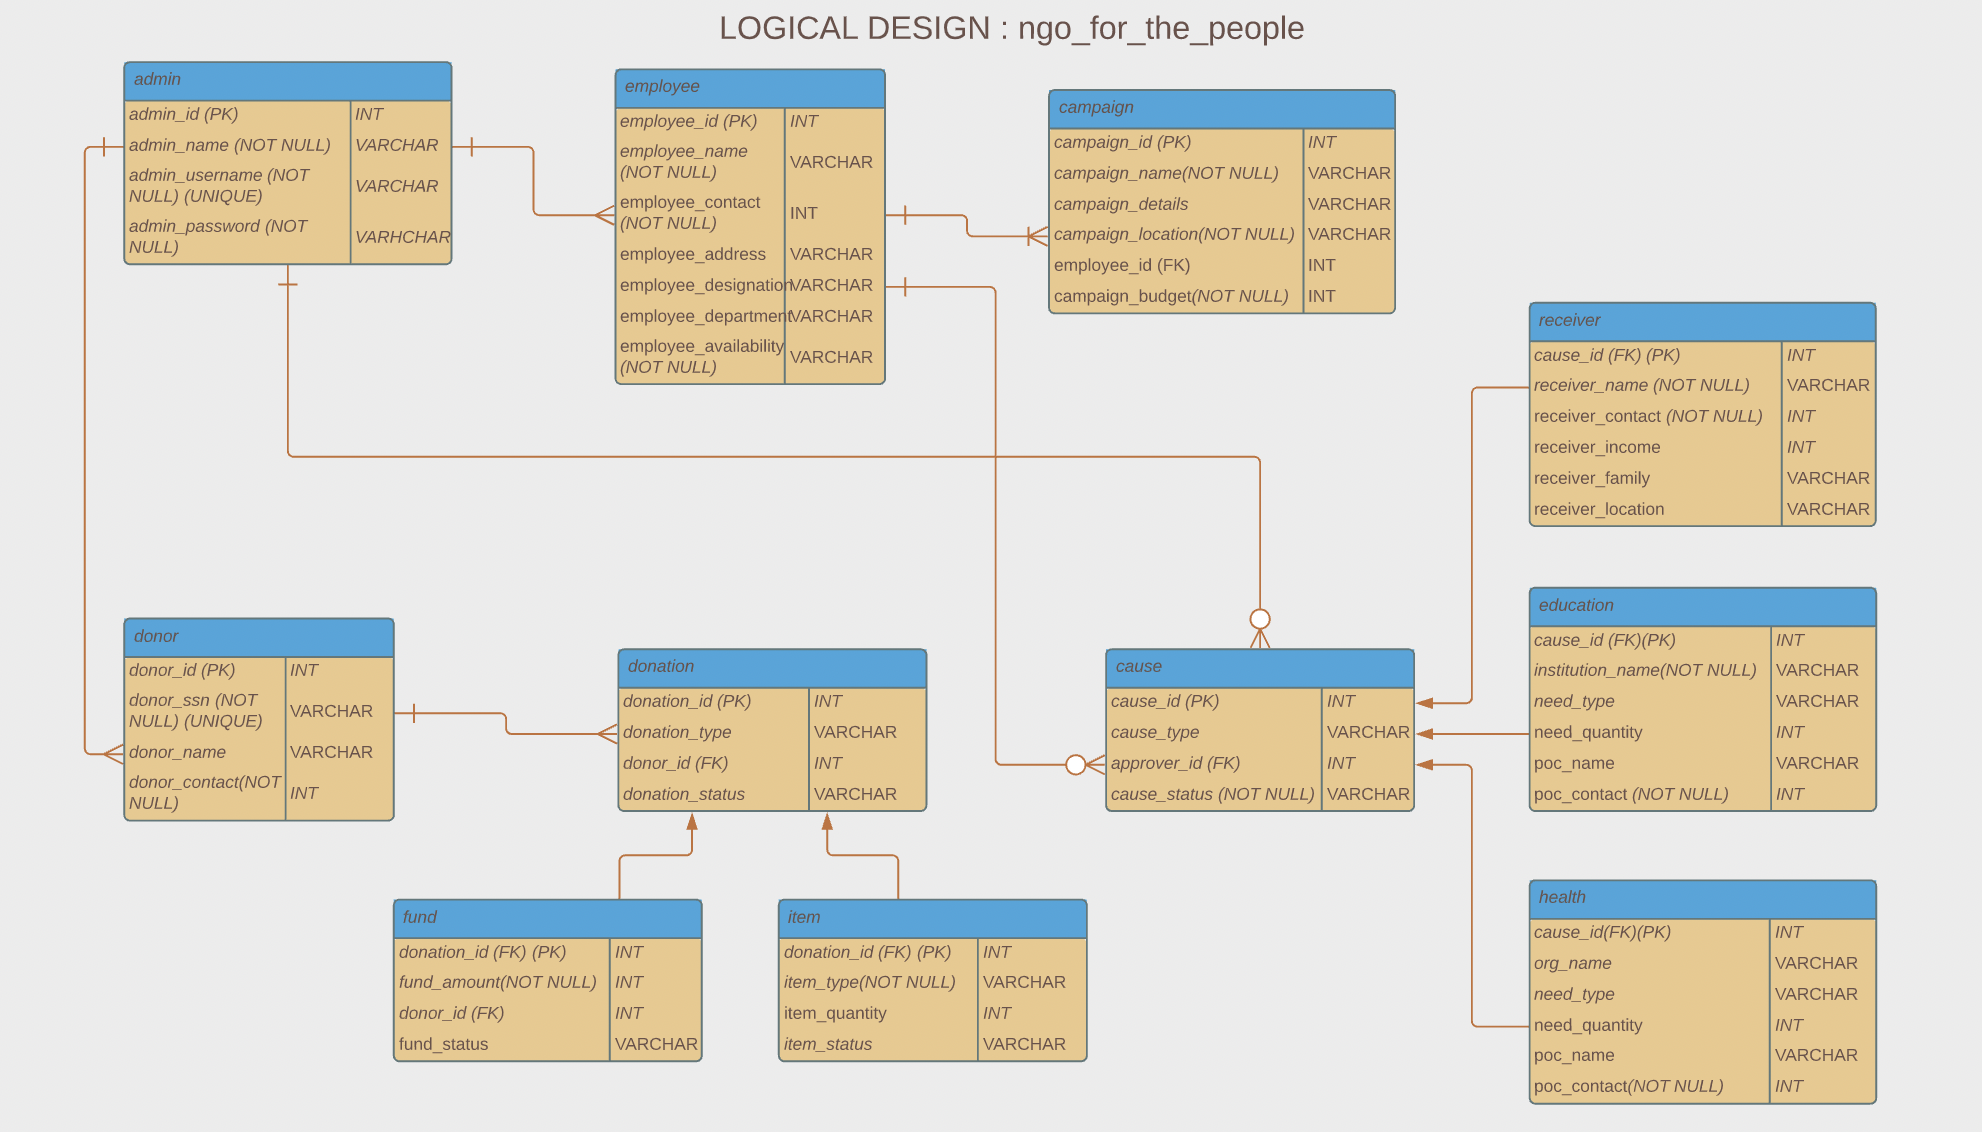 LOGICAL DESIGN : ngo_for_the_people
admin
admin_id (PK) INT
admin_name (NOT NULL) VARCHAR
admin_username (NOT
NULL) (UNIQUE) VARCHAR
admin_password (NOT
NULL) VARHCHAR
employee
employee_id (PK) INT
employee_name
(NOT NULL) VARCHAR
employee_contact
(NOT NULL) INT
employee_address VARCHAR
employee_designation VARCHAR
employee_department VARCHAR
employee_availability
(NOT NULL) VARCHAR
campaign
campaign_id (PK) INT
campaign_name(NOT NULL) VARCHAR
campaign_details VARCHAR
campaign_location(NOT NULL) VARCHAR
employee_id (FK) INT
campaign_budget(NOT NULL) INT
receiver
cause_id (FK) (PK) INT
receiver_name (NOT NULL) VARCHAR
receiver_contact (NOT NULL) INT
receiver_income INT
receiver_family VARCHAR
receiver_location VARCHAR
donor
donor_id (PK) INT
donor_ssn (NOT
NULL) (UNIQUE) VARCHAR
donor_name VARCHAR
donor_contact(NOT
NULL) INT
donation
donation_id (PK) INT
donation_type VARCHAR
donor_id (FK) INT
donation_status VARCHAR
cause
cause_id (PK) INT
cause_type VARCHAR
approver_id (FK) INT
cause_status (NOT NULL) VARCHAR
education
cause_id (FK)(PK) INT
institution_name(NOT NULL) VARCHAR
need_type VARCHAR
need_quantity INT
poc_name VARCHAR
poc_contact (NOT NULL) INT
fund
donation_id (FK) (PK) INT
fund_amount(NOT NULL) INT
donor_id (FK) INT
fund_status VARCHAR
item
donation_id (FK) (PK) INT
item_type(NOT NULL) VARCHAR
item_quantity INT
item_status VARCHAR
health
cause_id(FK)(PK) INT
org_name VARCHAR
need_type VARCHAR
need_quantity INT
poc_name VARCHAR
poc_contact(NOT NULL) INT